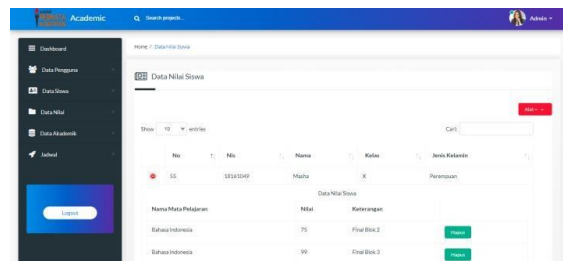 Academic
Search projects...
Admin
Dashboard
Data Pengguna
Data Siswa
Data Nilai
Data Akademik
Jadwal
Logout
Home / Data Nilai Siswa
Data Nilai Siswa
Alat
Show 10 entries
Cari:
No Nis Nama Kelas Jenis Kelamin
55 18161049 Masha X Perempuan
Data Nilai Siswa
Nama Mata Pelajaran Nilai Keterangan
Bahasa Indonesia 75 Final Blok 2 Hapus
Bahasa Indonesia 99 Final Blok 3 Hapus